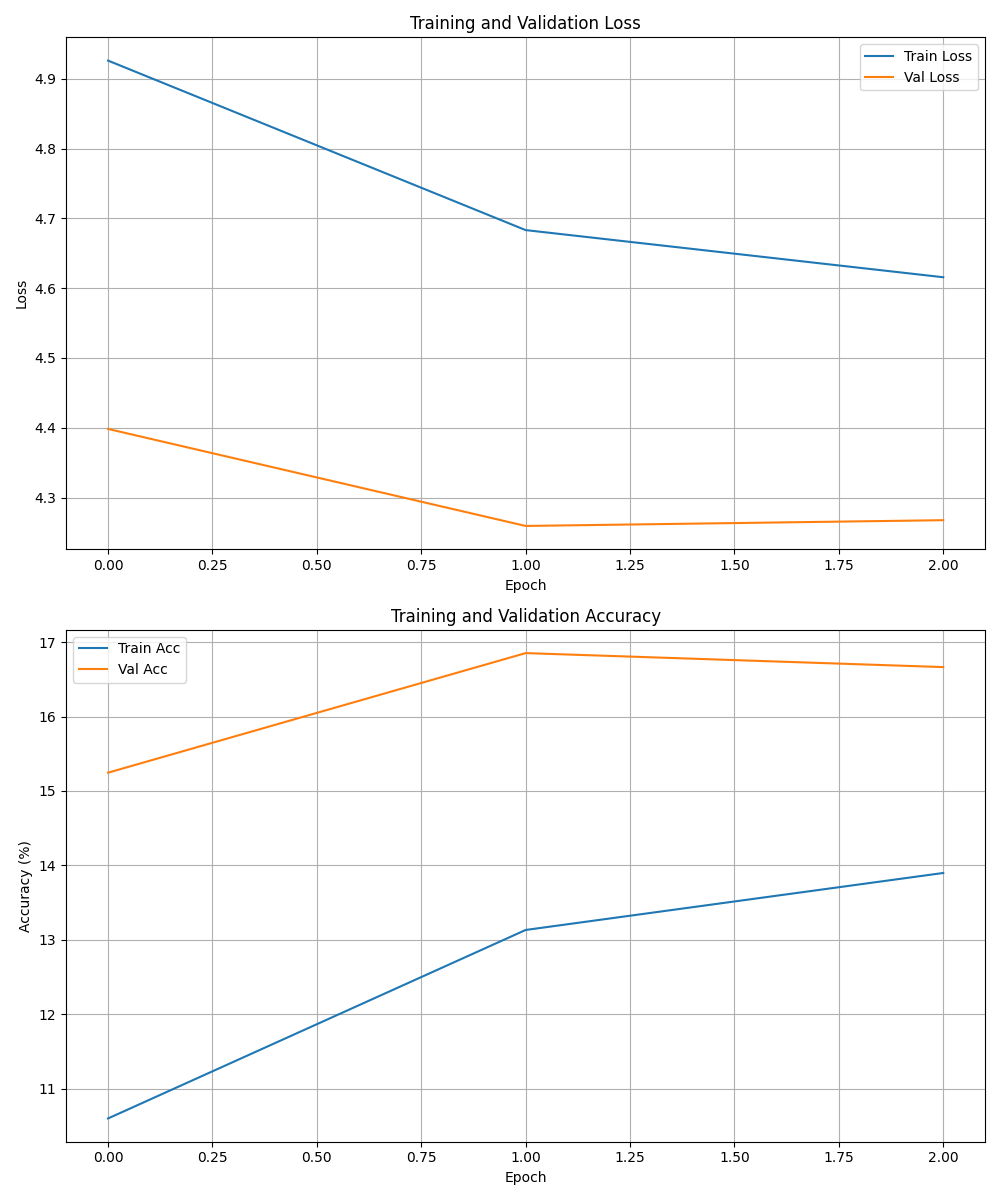 Training and Validation Loss
Train Loss
Val Loss
4.9
4.8
4.7
4.6
4.5
4.4
4.3
Loss
0.00 0.25 0.50 0.75 1.00 1.25 1.50 1.75 2.00
Epoch
Training and Validation Accuracy
Train Acc
Val Acc
17
16
15
14
13
12
11
Accuracy (%)
0.00 0.25 0.50 0.75 1.00 1.25 1.50 1.75 2.00
Epoch